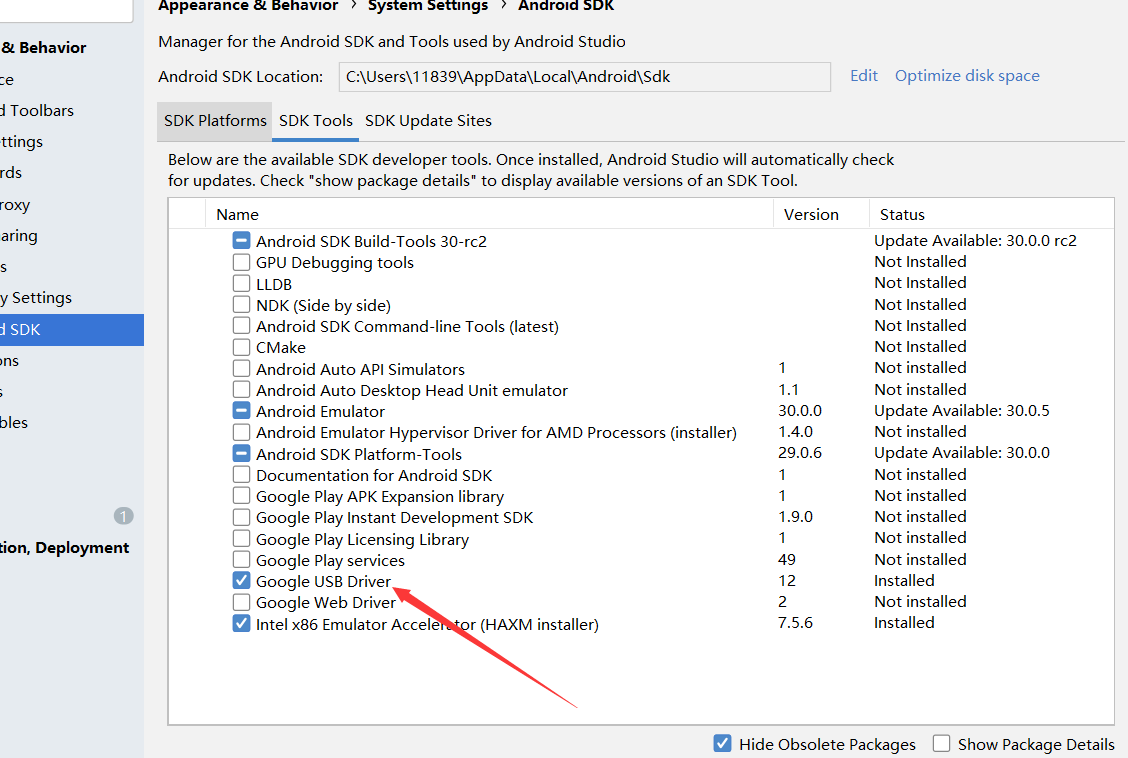 Appearance & Behavior › System Settings › Android SDK
& Behavior
Manager for the Android SDK and Tools used by Android Studio
ce
Android SDK Location: C:\Users\11839\AppData\Local\Android\Sdk Edit Optimize disk space
d Toolbars
SDK Platforms SDK Tools SDK Update Sites
ttings
Below are the available SDK developer tools. Once installed, Android Studio will automatically check
rds
for updates. Check "show package details" to display available versions of an SDK Tool.
roxy
Name Version Status
aring
Android SDK Build-Tools 30-rc2 Update Available: 30.0.0 rc2
GPU Debugging tools Not Installed
s
LLDB Not Installed
y Settings
NDK (Side by side) Not Installed
d SDK
Android SDK Command-line Tools (latest) Not Installed
CMake Not Installed
ons
Android Auto API Simulators 1 Not installed
Android Auto Desktop Head Unit emulator 1.1 Not installed
s
Android Emulator 30.0.0 Update Available: 30.0.5
bles
Android Emulator Hypervisor Driver for AMD Processors (installer) 1.4.0 Not installed
Android SDK Platform-Tools 29.0.6 Update Available: 30.0.0
Documentation for Android SDK 1 Not installed
Google Play APK Expansion library 1 Not installed
1
Google Play Instant Development SDK 1.9.0 Not installed
Google Play Licensing Library 1 Not installed
tion, Deployment
Google Play services 49 Not installed
Google USB Driver 12 Installed
Google Web Driver 2 Not installed
Intel x86 Emulator Accelerator (HAXM installer) 7.5.6 Installed
Hide Obsolete Packages Show Package Details